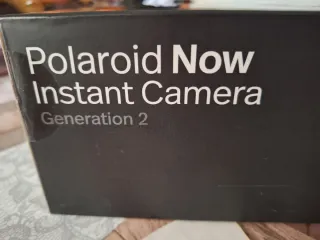 Polaroid Now
Instant Camera
Generation 2